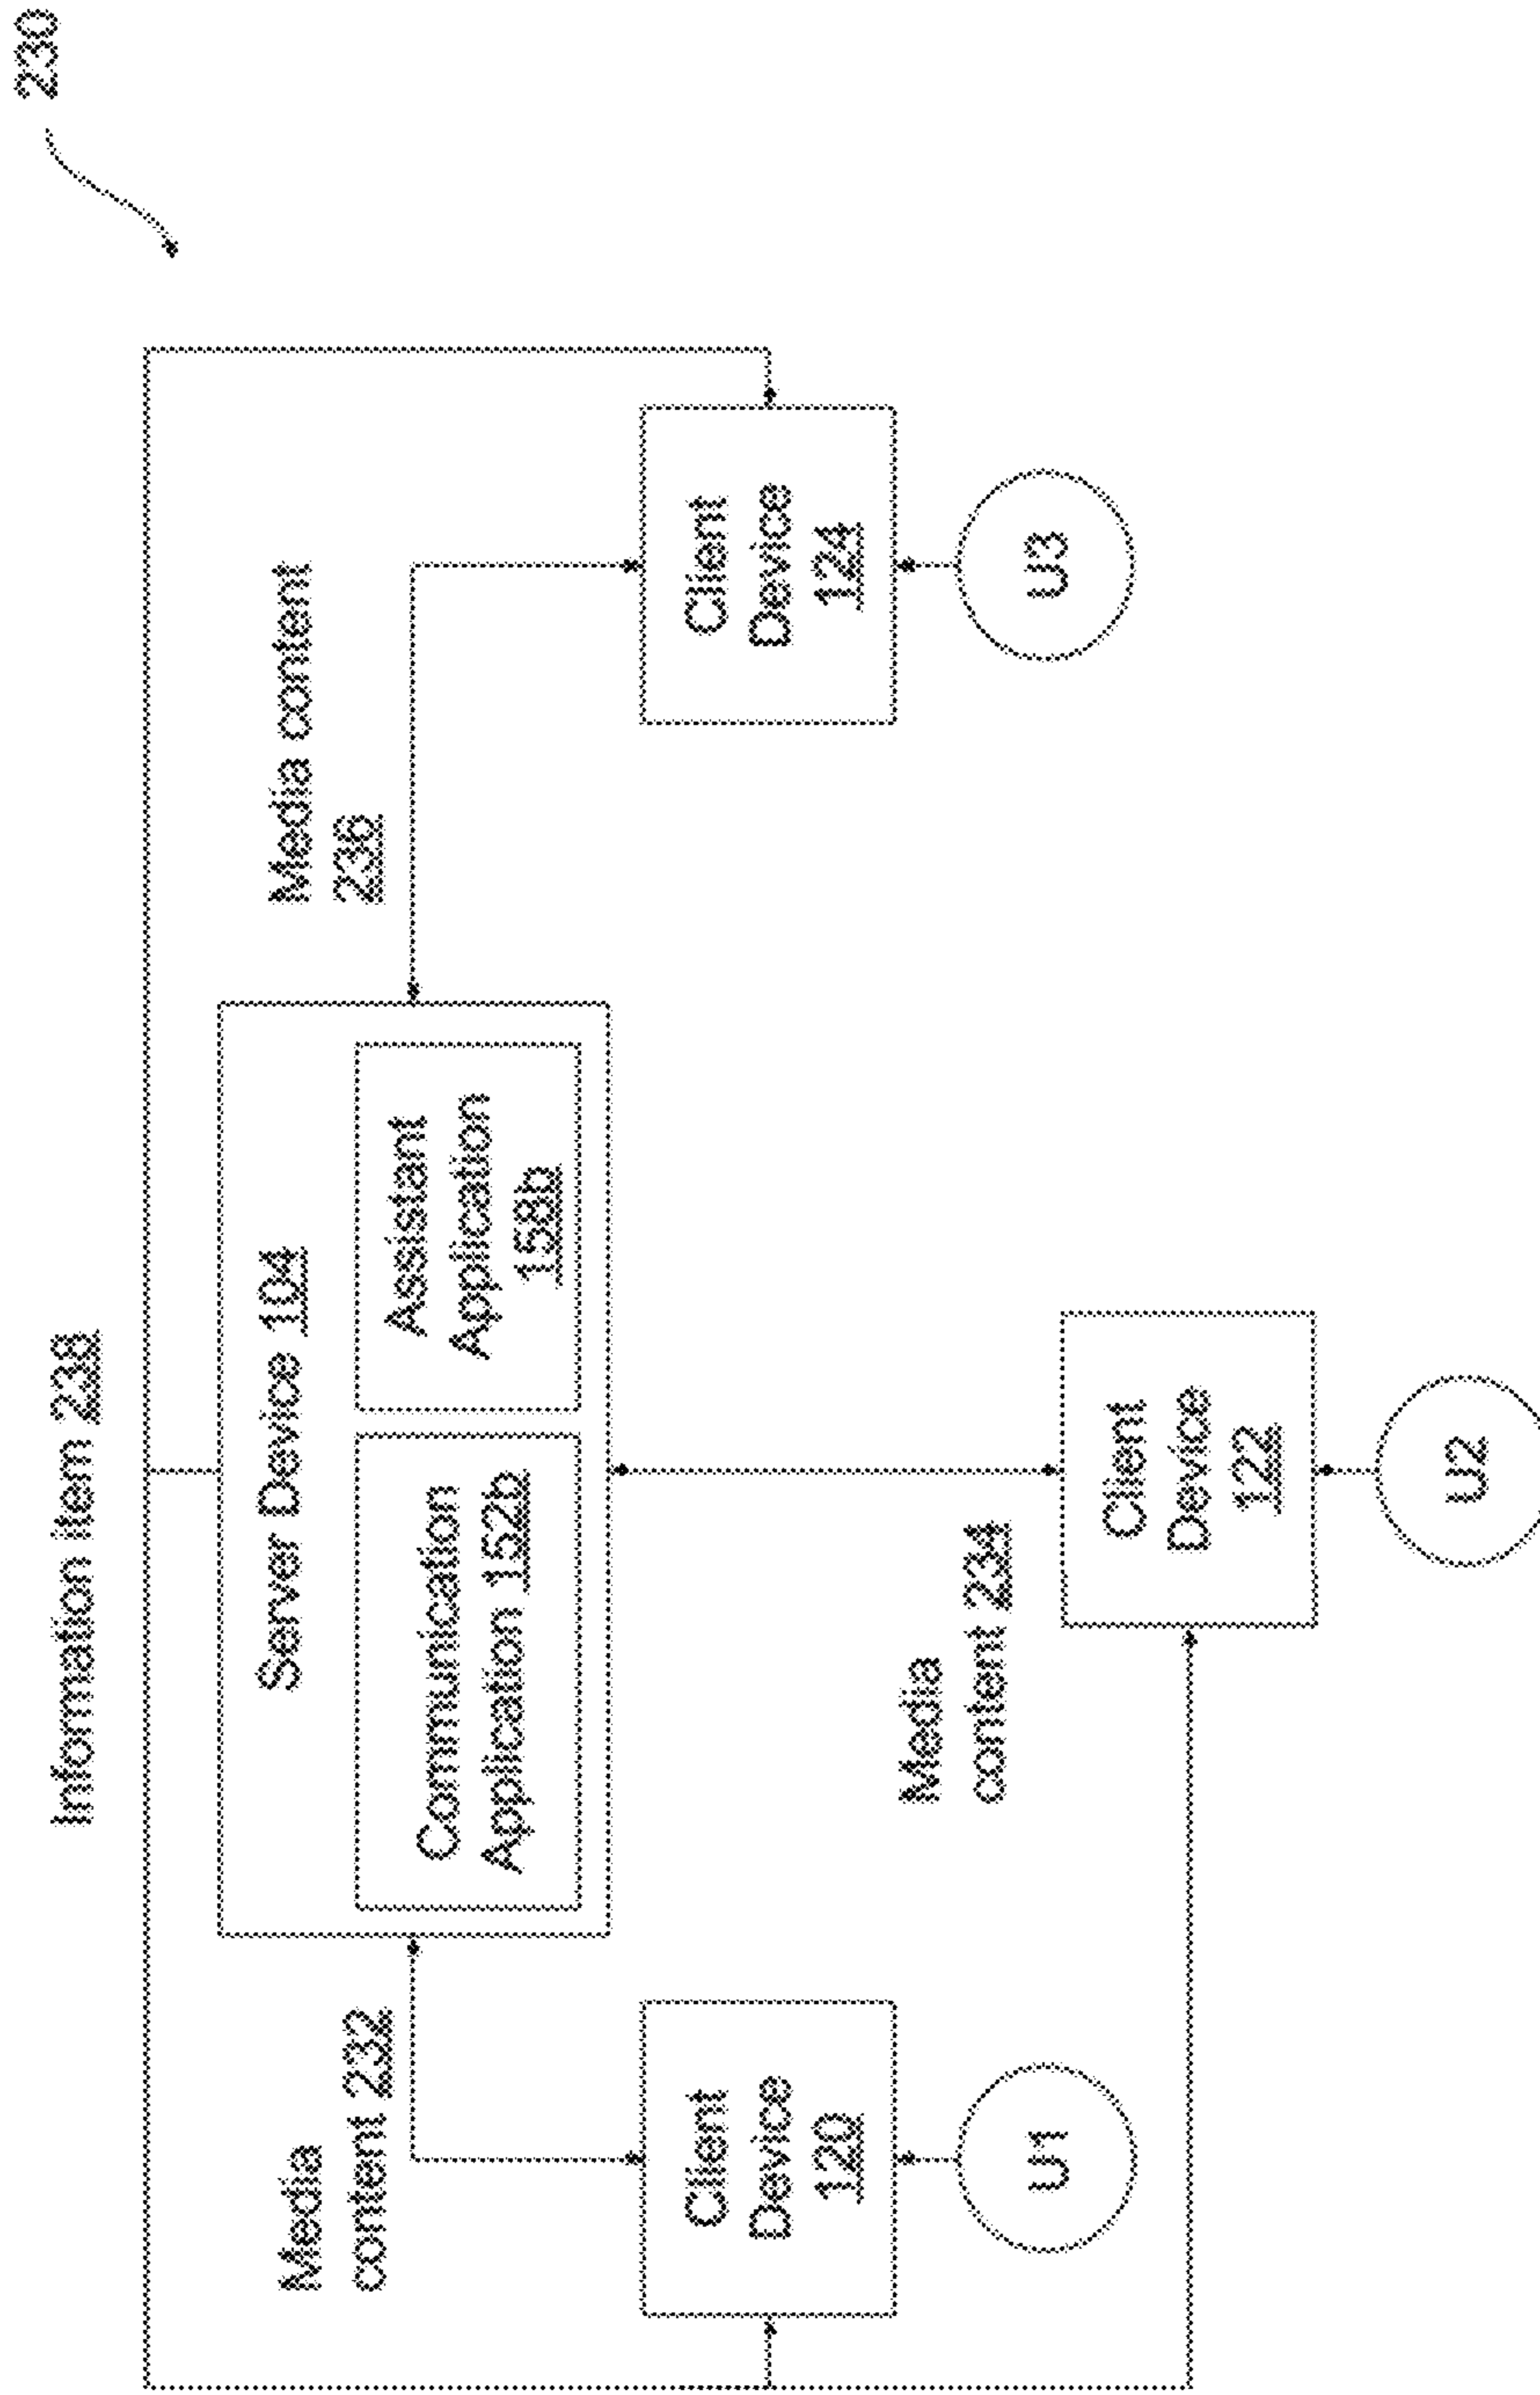 230
Information item 238
Server Device 104
Communication
Application 152b
Assistant
Application
158b
Media
content 232
Media content
236
Client
Device
120
Client
Device
124
U1
U3
Media
content 234
Client
Device
122
U2